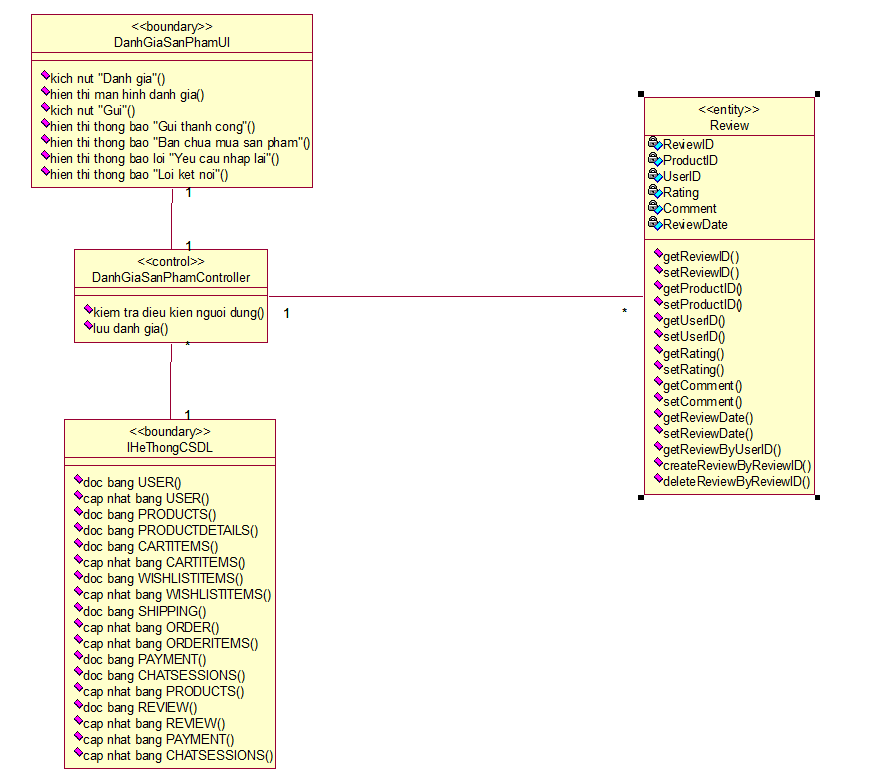 <<boundary>>
DanhGiaSanPhamUI
kich nut "Danh gia"()
hien thi man hinh danh gia()
kich nut "Gui"()
hien thi thong bao "Gui thanh cong"()
hien thi thong bao "Ban chua mua san pham"()
hien thi thong bao loi "Yeu cau nhap lai"()
hien thi thong bao "Loi ket noi"()
1
1
<<control>>
DanhGiaSanPhamController
kiem tra dieu kien nguoi dung()
luu danh gia()
1
*
*
1
<<boundary>>
IHeThongCSDL
doc bang USER()
cap nhat bang USER()
doc bang PRODUCTS()
doc bang PRODUCTDETAILS()
doc bang CARTITEMS()
cap nhat bang CARTITEMS()
doc bang WISHLISTITEMS()
cap nhat bang WISHLISTITEMS()
doc bang SHIPPING()
cap nhat bang ORDER()
cap nhat bang ORDERITEMS()
doc bang PAYMENT()
doc bang CHATSESSIONS()
cap nhat bang PRODUCTS()
doc bang REVIEW()
cap nhat bang REVIEW()
cap nhat bang PAYMENT()
cap nhat bang CHATSESSIONS()
<<entity>>
Review
ReviewID
ProductID
UserID
Rating
Comment
ReviewDate
getReviewID()
setReviewID()
getProductID()
setProductID()
getUserID()
setUserID()
getRating()
setRating()
getComment()
setComment()
getReviewDate()
setReviewDate()
getReviewByUserID()
createReviewByReviewID()
deleteReviewByReviewID()